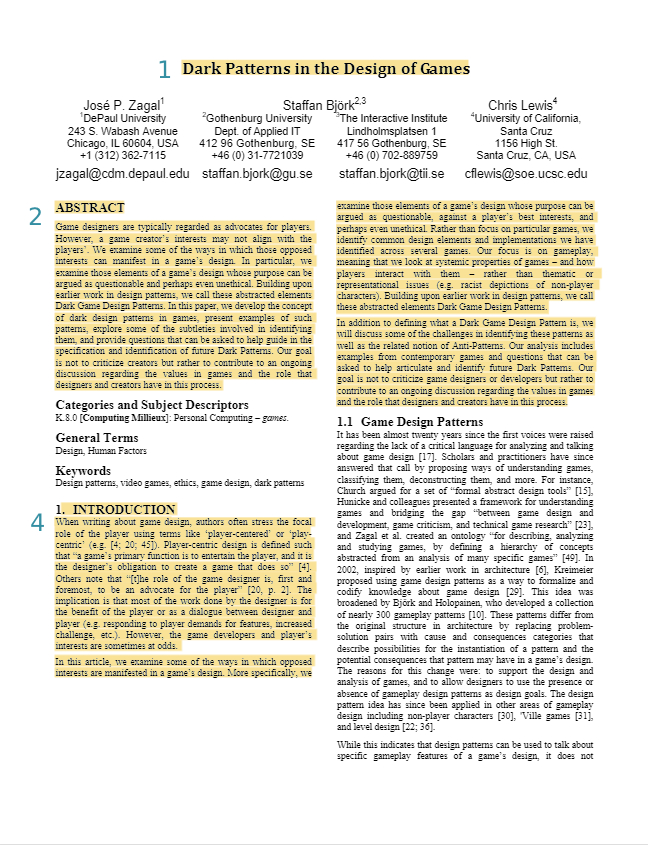 1 Dark Patterns in the Design of Games
José P. Zagal1
1DePaul University
243 S. Wabash Avenue
Chicago, IL 60604, USA
+1 (312) 362-7115
jzagal@cdm.depaul.edu
Staffan Björk2,3
2Gothenburg University
Dept. of Applied IT
412 96 Gothenburg, SE
+46 (0) 31-7721039
staffan.bjork@gu.se
3The Interactive Institute
Lindholmsplatsen 1
417 56 Gothenburg, SE
+46 (0) 702-889759
staffan.bjork@tii.se
Chris Lewis4
4University of California,
Santa Cruz
1156 High St.
Santa Cruz, CA, USA
cflewis@soe.ucsc.edu
2
ABSTRACT
Game designers are typically regarded as advocates for players.
However, a game creator's interests may not align with the
players'. We examine some of the ways in which those opposed
interests can manifest in a game's design. In particular, we
examine those elements of a game's design whose purpose can be
argued as questionable and perhaps even unethical. Building upon
earlier work in design patterns, we call these abstracted elements
Dark Game Design Patterns. In this paper, we develop the concept
of dark design patterns in games, present examples of such
patterns, explore some of the subtleties involved in identifying
them, and provide questions that can be asked to help guide in the
specification and identification of future Dark Patterns. Our goal
is not to criticize creators but rather to contribute to an ongoing
discussion regarding the values in games and the role that
designers and creators have in this process.
Categories and Subject Descriptors
K.8.0 [Computing Millieux]: Personal Computing – games.
General Terms
Design, Human Factors
Keywords
Design patterns, video games, ethics, game design, dark patterns
4
1. INTRODUCTION
When writing about game design, authors often stress the focal
role of the player using terms like 'player-centered' or 'play-
centric' (e.g. [4; 20; 45]). Player-centric design is defined such
that “a game's primary function is to entertain the player, and it is
the designer's obligation to create a game that does so” [4].
Others note that “[t]he role of the game designer is, first and
foremost, to be an advocate for the player” [20, p. 2]. The
implication is that most of the work done by the designer is for
the benefit of the player or as a dialogue between designer and
player (e.g. responding to player demands for features, increased
challenge, etc.). However, the game developers and player's
interests are sometimes at odds.
In this article, we examine some of the ways in which opposed
interests are manifested in a game's design. More specifically, we
examine those elements of a game's design whose purpose can be
argued as questionable, against a player's best interests, and
perhaps even unethical. Rather than focus on particular games, we
identify common design elements and implementations we have
identified across several games. Our focus is on gameplay,
meaning that we look at systemic properties of games – and how
players interact with them – rather than thematic or
representational issues (e.g. racist depictions of non-player
characters). Building upon earlier work in design patterns, we call
these abstracted elements Dark Game Design Patterns.
In addition to defining what a Dark Game Design Pattern is, we
will discuss some of the challenges in identifying these patterns as
well as the related notion of Anti-Patterns. Our analysis includes
examples from contemporary games and questions that can be
asked to help articulate and identify future Dark Patterns. Our
goal is not to criticize game designers or developers but rather to
contribute to an ongoing discussion regarding the values in games
and the role that designers and creators have in this process.
1.1 Game Design Patterns
It has been almost twenty years since the first voices were raised
regarding the lack of a critical language for analyzing and talking
about game design [17]. Scholars and practitioners have since
answered that call by proposing ways of understanding games,
classifying them, deconstructing them, and more. For instance,
Church argued for a set of “formal abstract design tools” [15],
Hunicke and colleagues presented a framework for understanding
games and bridging the gap “between game design and
development, game criticism, and technical game research” [23],
and Zagal et al. created an ontology “for describing, analyzing
and studying games, by defining a hierarchy of concepts
abstracted from an analysis of many specific games” [49]. In
2002, inspired by earlier work in architecture [6], Kreimeier
proposed using game design patterns as a way to formalize and
codify knowledge about game design [29]. This idea was
broadened by Björk and Holopainen, who developed a collection
of nearly 300 gameplay patterns [10]. These patterns differ from
the original structure in architecture by replacing problem-
solution pairs with cause and consequences categories that
describe possibilities for the instantiation of a pattern and the
potential consequences that pattern may have in a game's design.
The reasons for this change were: to support the design and
analysis of games, and to allow designers to use the presence or
absence of gameplay design patterns as design goals. The design
pattern idea has since been applied in other areas of gameplay
design including non-player characters [30], 'Ville games [31],
and level design [22; 36].
While this indicates that design patterns can be used to talk about
specific gameplay features of a game's design, it does not